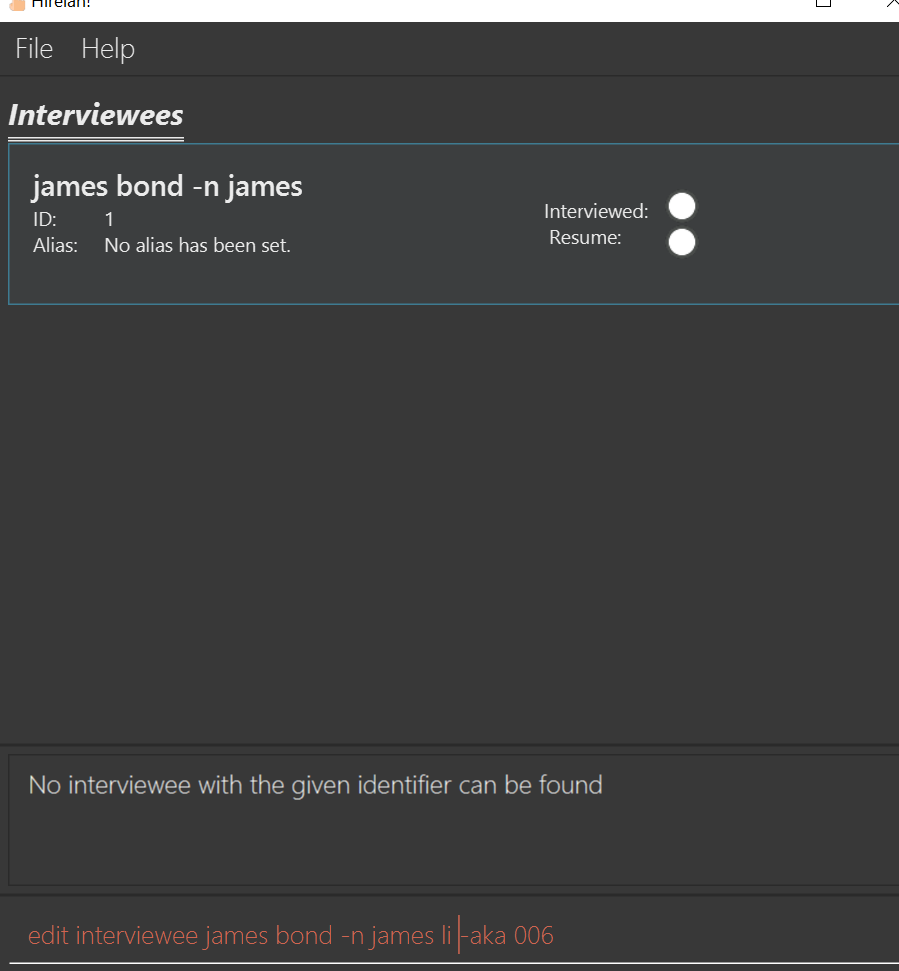 HireLah!
File Help
Interviewees
james bond -n james
ID: 1
Alias: No alias has been set.
Interviewed:
Resume:
No interviewee with the given identifier can be found
edit interviewee james bond -n james li -aka 006